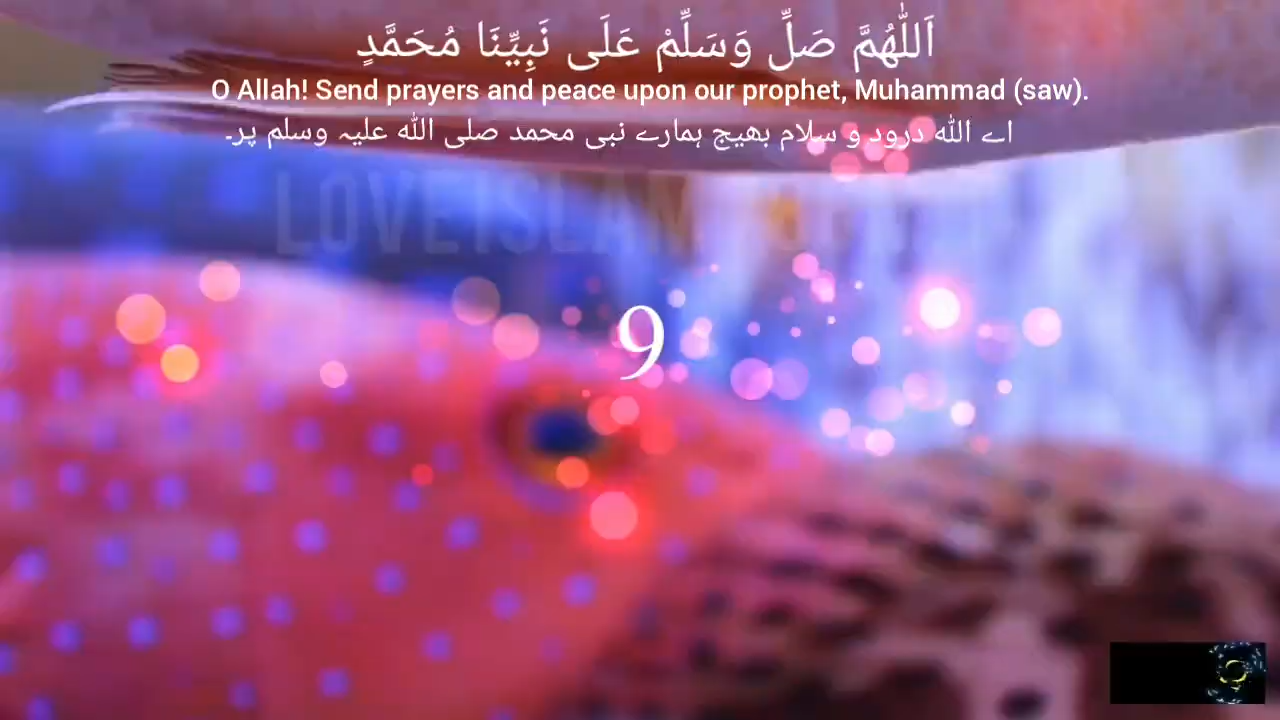 اَللّٰهُمَّ صَلِّ وَسَلِّمْ عَلَى نَبِيِّنَا مُحَمَّدٍ
O Allah! Send prayers and peace upon our prophet, Muhammad (saw).
اے اللہ درود و سلام بھیج ہمارے نبی محمد صلی اللہ علیہ وسلم پر۔
LOVEISLAM
9